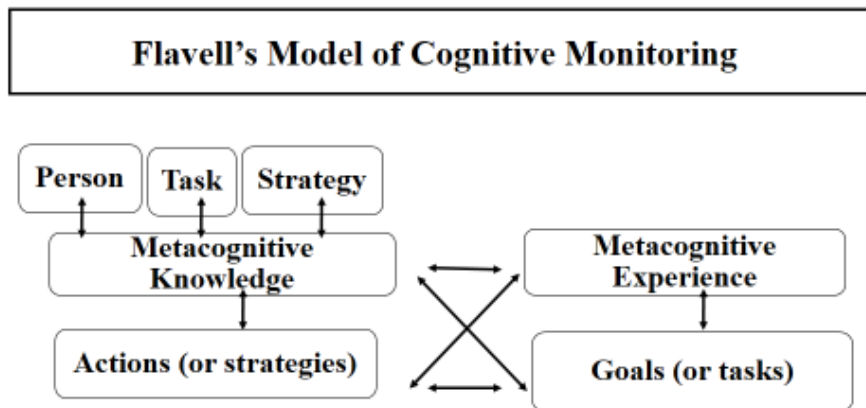 Flavell’s Model of Cognitive Monitoring
Person
Task
Strategy
Metacognitive
Knowledge
Metacognitive
Experience
Actions (or strategies)
Goals (or tasks)